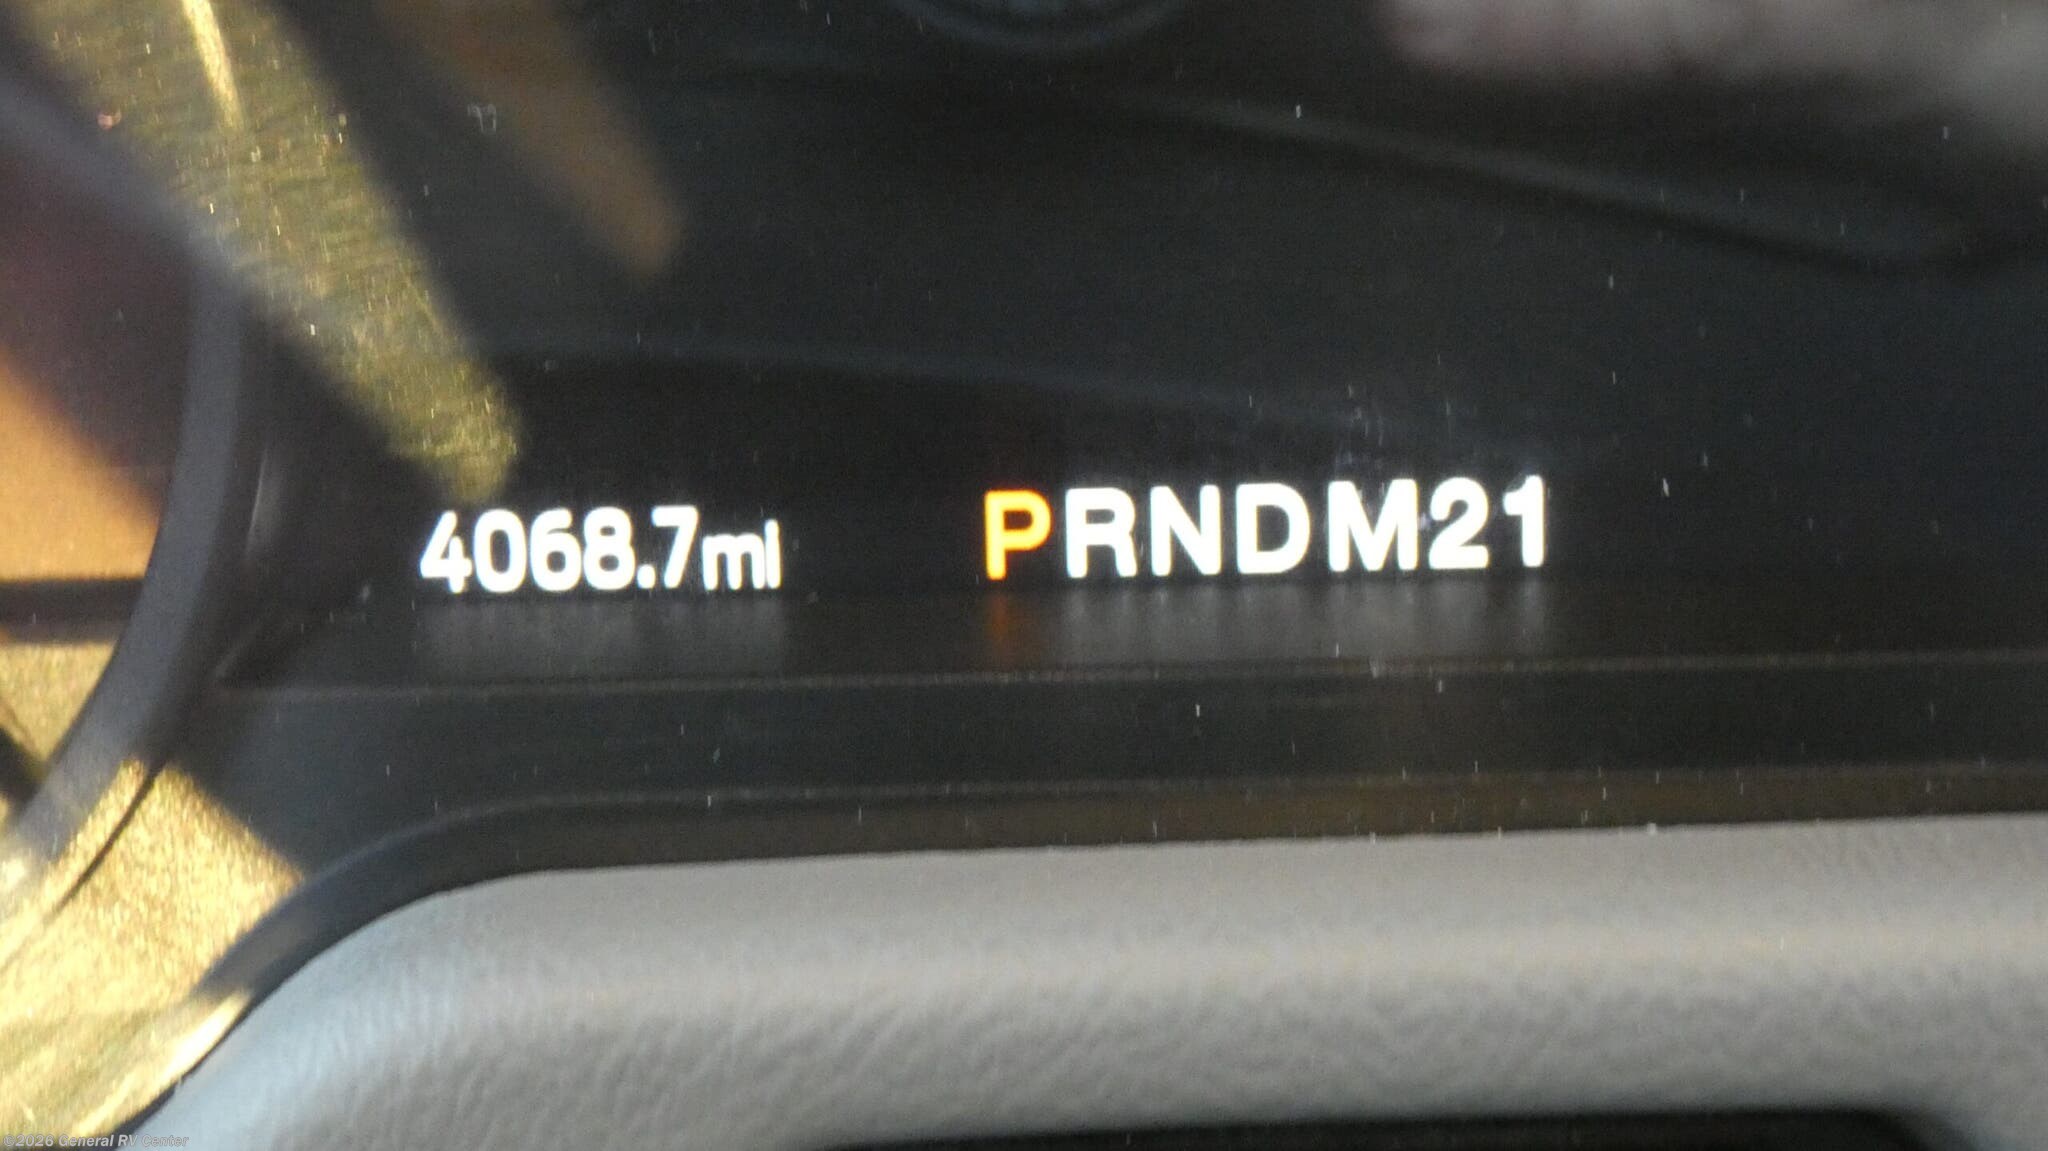 4068.7mi PRNDM21
©2026 General RV Center